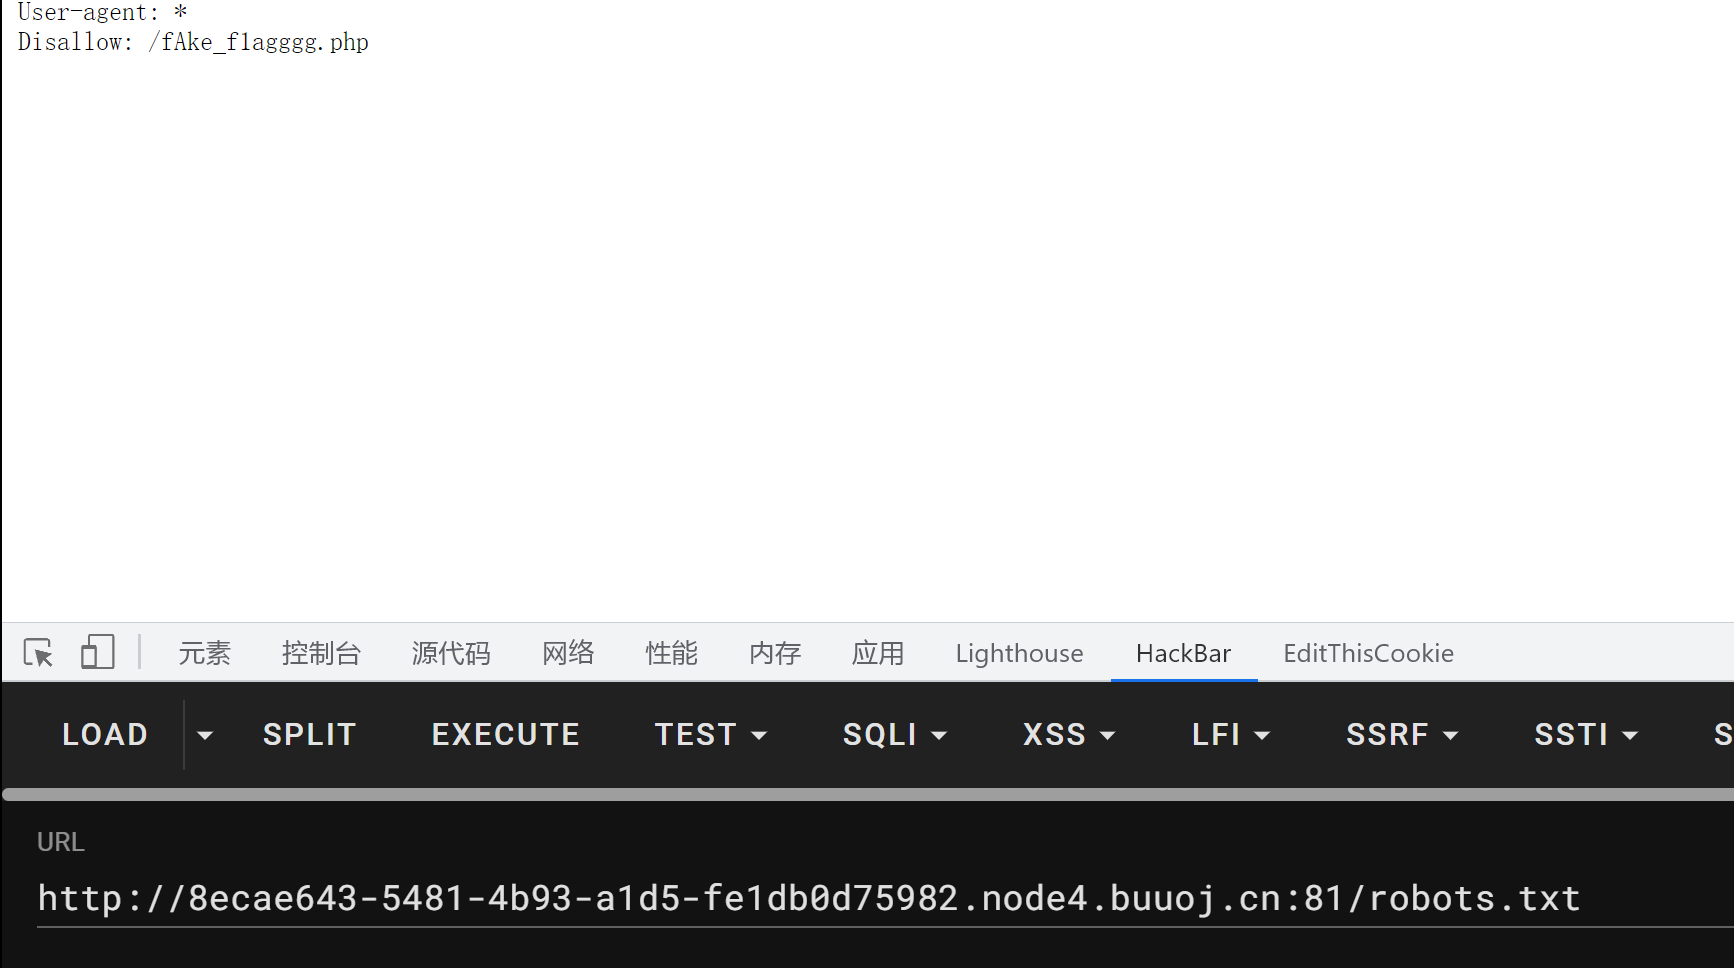 User-agent: *
Disallow: /fAke_f1agggg.php
元素 控制台 源代码 网络 性能 内存 应用 Lighthouse HackBar EditThisCookie
LOAD SPLIT EXECUTE TEST SQLI XSS LFI SSRF SSTI S
URL
http://8ecae643-5481-4b93-a1d5-fe1db0d75982.node4.buuoj.cn:81/robots.txt